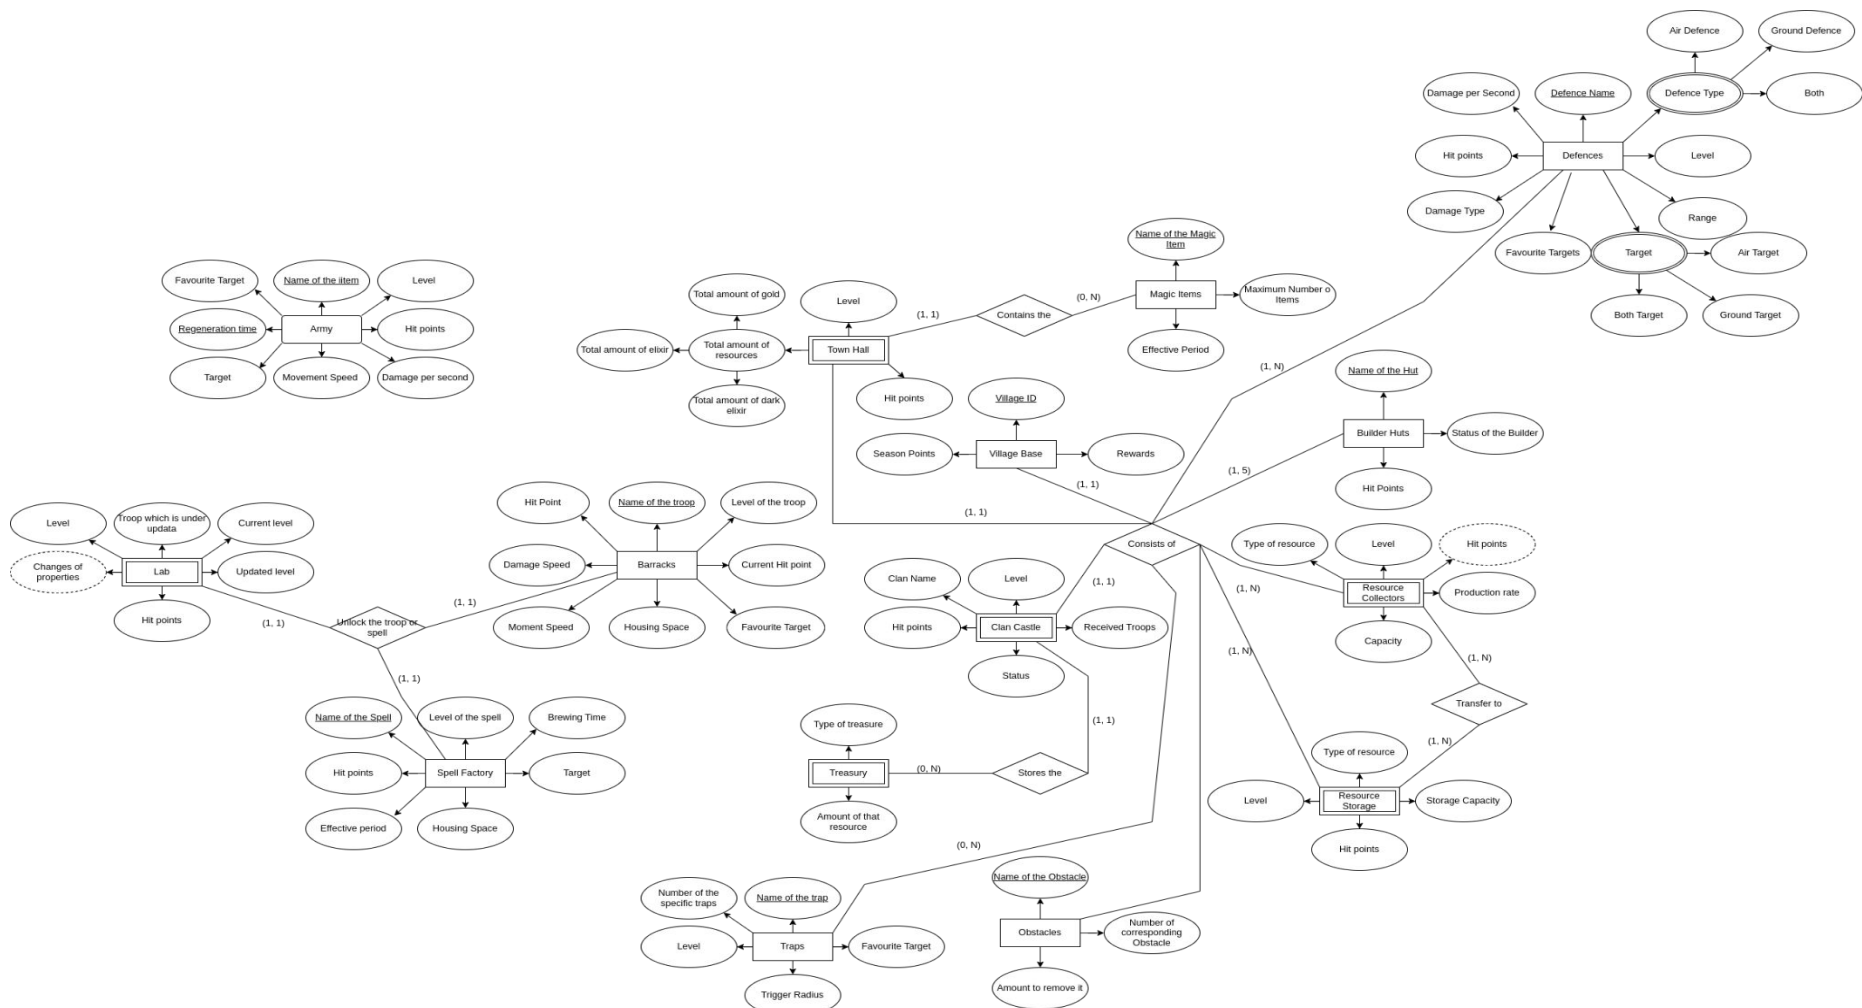 Air Defence
Ground Defence
Damage per Second
Defence Name
Defence Type
Both
Hit points
Defences
Level
Damage Type
Range
Favourite Targets
Target
Air Target
Both Target
Ground Target
(1, N)
Name of the Magic
Item
Magic Items
Maximum Number o
Items
Effective Period
(0, N)
Contains the
(1, 1)
Level
Town Hall
Total amount of gold
Total amount of
resources
Total amount of elixir
Total amount of dark
elixir
Hit points
Favourite Target
Name of the iitem
Level
Regeneration time
Army
Hit points
Target
Movement Speed
Damage per second
Village ID
Season Points
Village Base
Rewards
(1, 1)
(1, 1)
Name of the Hut
Builder Huts
Status of the Builder
Hit Points
(1, 5)
Consists of
Level
Troop which is under
updata
Current level
Changes of
properties
Lab
Updated level
Hit points
(1, 1)
Unlock the troop or
spell
(1, 1)
(1, 1)
Hit Point
Name of the troop
Level of the troop
Damage Speed
Barracks
Current Hit point
Moment Speed
Housing Space
Favourite Target
Clan Name
Level
(1, 1)
Hit points
Clan Castle
Received Troops
Status
(1, 1)
Type of resource
Level
Hit points
(1, N)
Resource
Collectors
Production rate
Capacity
(1, N)
(1, N)
Transfer to
(1, N)
Type of resource
Level
Resource
Storage
Storage Capacity
Hit points
Name of the Spell
Level of the spell
Brewing Time
Hit points
Spell Factory
Target
Effective period
Housing Space
Type of treasure
Treasury
(0, N)
Stores the
Amount of that
resource
(0, N)
Number of the
specific traps
Name of the trap
Level
Traps
Favourite Target
Trigger Radius
Name of the Obstacle
Obstacles
Number of
corresponding
Obstacle
Amount to remove it